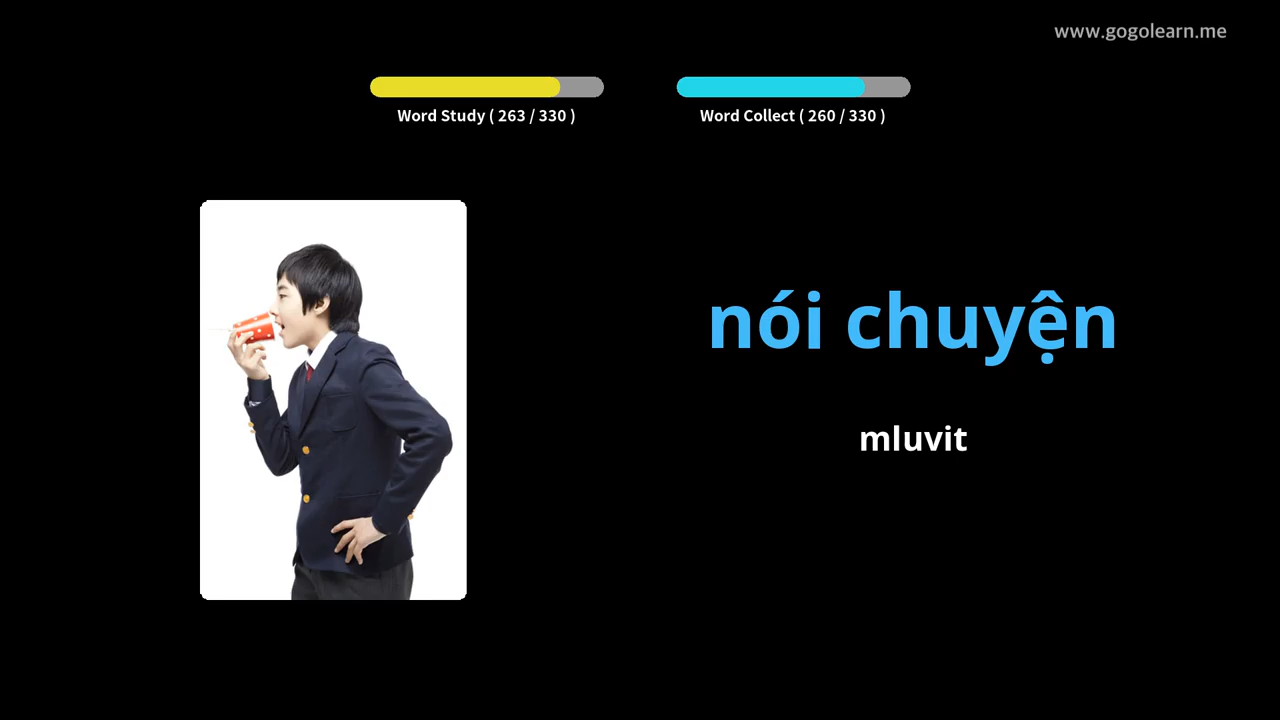 www.gogolearn.me
Word Study ( 263 / 330 )
Word Collect ( 260 / 330 )
nói chuyện
mluvit